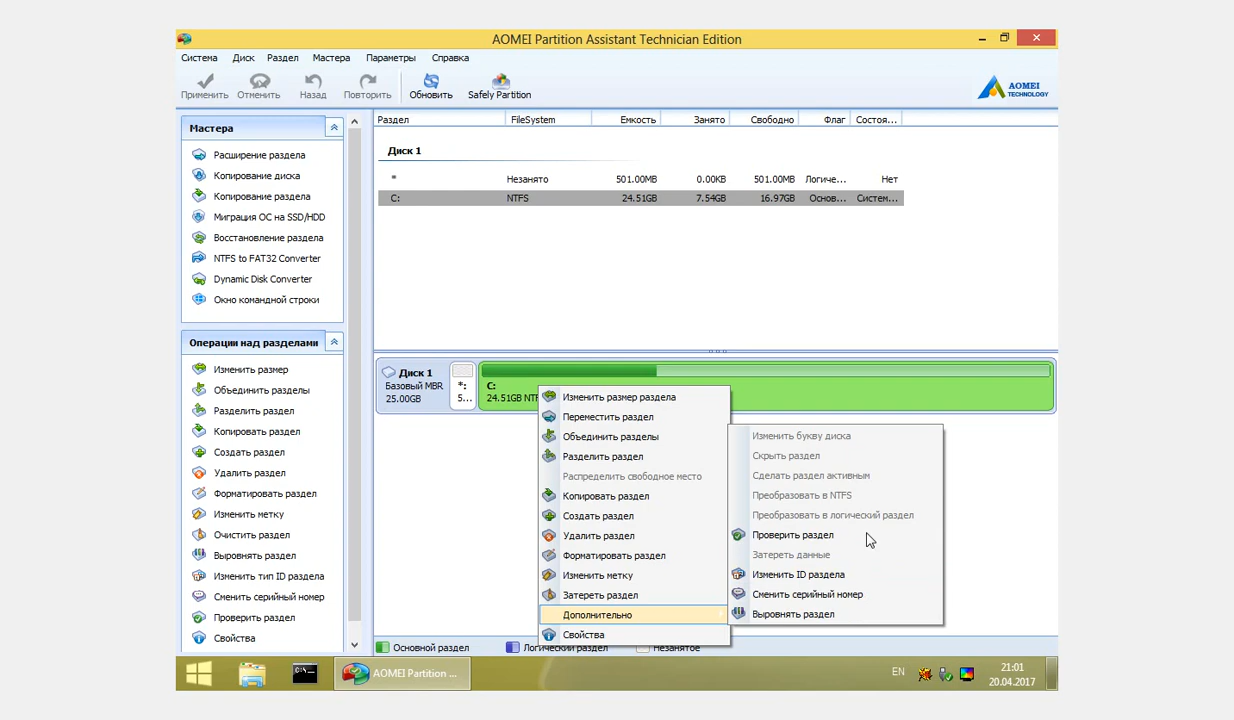 AOMEI Partition Assistant Technician Edition
Система Диск Раздел Мастера Параметры Справка
Применить Отменить Назад Повторить Обновить Safely Partition
AOMEI
TECHNOLOGY
Мастера
Расширение раздела
Копирование диска
Копирование раздела
Миграция ОС на SSD/HDD
Восстановление раздела
NTFS to FAT32 Converter
Dynamic Disk Converter
Окно командной строки
Операции над разделами
Изменить размер
Объединить разделы
Разделить раздел
Копировать раздел
Создать раздел
Удалить раздел
Форматировать раздел
Изменить метку
Очистить раздел
Выровнять раздел
Изменить тип ID раздела
Сменить серийный номер
Проверить раздел
Свойства
Раздел FileSystem Емкость Занято Свободно Флаг Состоя...
Диск 1
* Незанято 501.00MB 0.00KB 501.00MB Логиче... Нет
C: NTFS 24.51GB 7.54GB 16.97GB Основ... Систем...
Диск 1
Базовый MBR
25.00GB
*:
5...
C:
24.51GB NTF
Изменить размер раздела
Переместить раздел
Объединить разделы
Разделить раздел
Распределить свободное место
Копировать раздел
Создать раздел
Удалить раздел
Форматировать раздел
Изменить метку
Затереть раздел
Дополнительно
Свойства
Изменить букву диска
Скрыть раздел
Сделать раздел активным
Преобразовать в NTFS
Преобразовать в логический раздел
Проверить раздел
Затереть данные
Изменить ID раздела
Сменить серийный номер
Выровнять раздел
Основной раздел Логический раздел Незанятое
AOMEI Partition ...
EN
21:01
20.04.2017